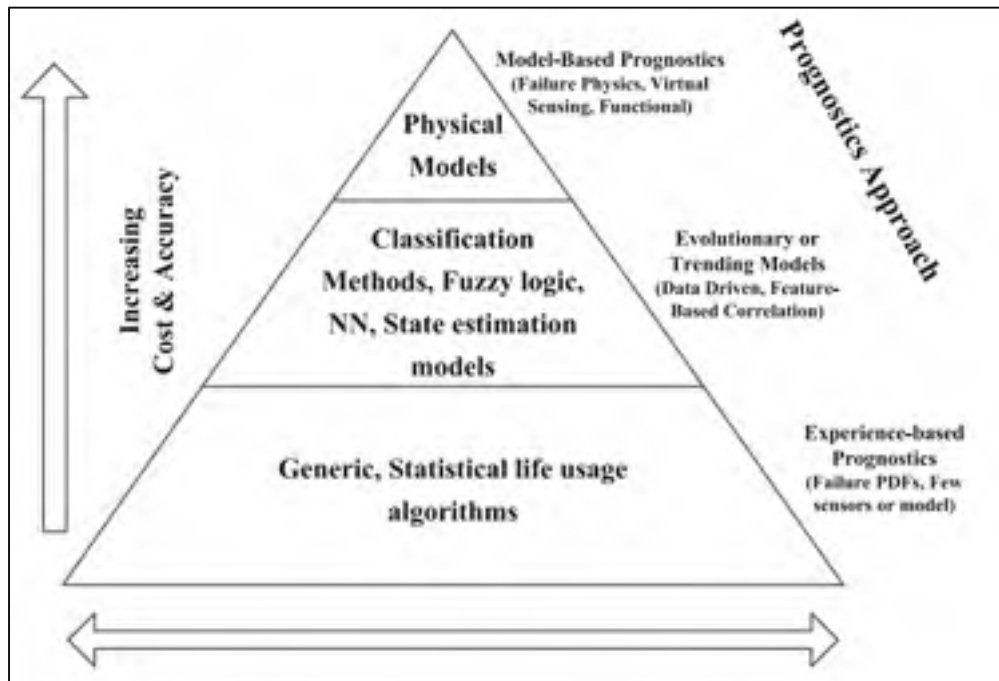 Model-Based Prognostics
(Failure Physics, Virtual
Sensing, Functional)
Prognostics Approach
Physical
Models
Increasing
Cost & Accuracy
Classification
Methods, Fuzzy logic,
NN, State estimation
models
Evolutionary or
Trending Models
(Data Driven, Feature-
Based Correlation)
Generic, Statistical life usage
algorithms
Experience-based
Prognostics
(Failure PDFs, Few
sensors or model)